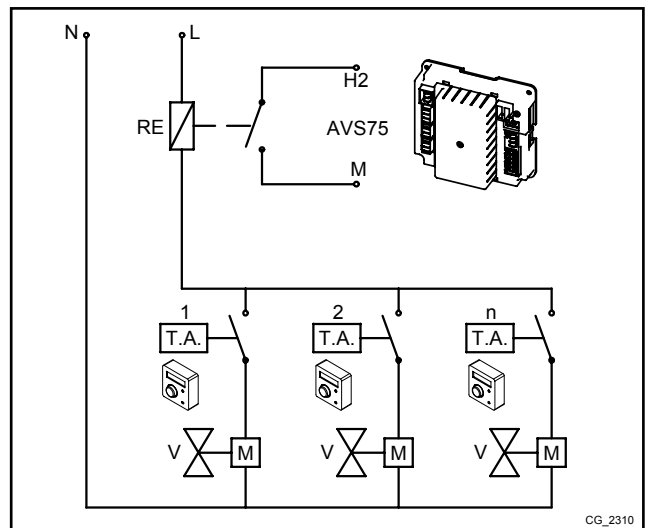 N L
H2
RE AVS75
M
1 2 n
T.A. T.A. T.A.
V M V M V M
CG_2310